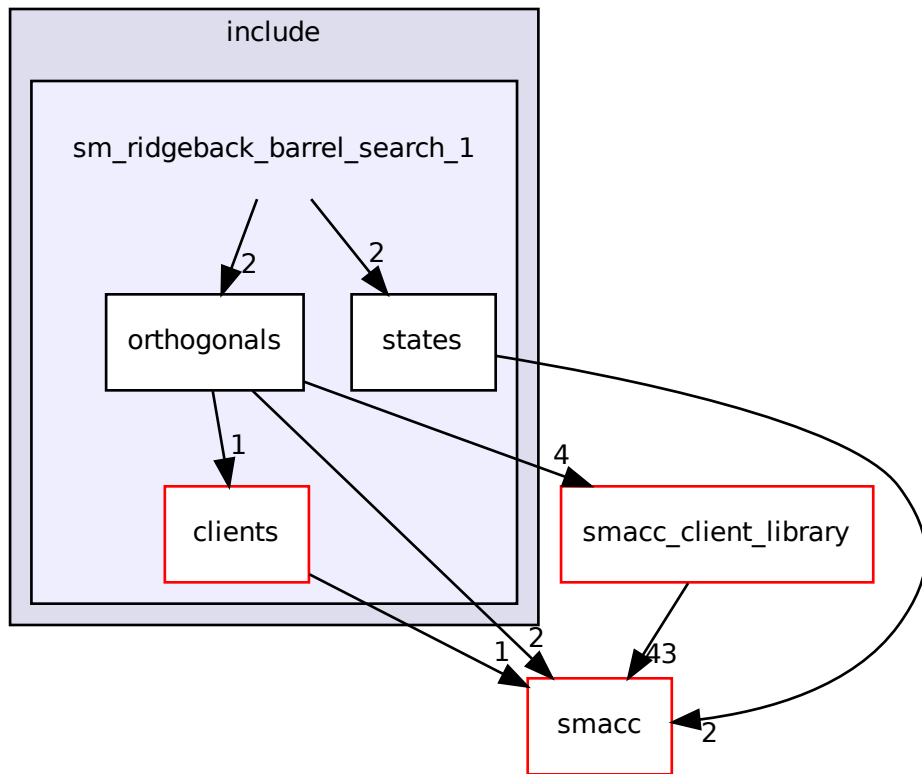 include
sm_ridgeback_barrel_search_1
2
2
orthogonals
states
1
4
clients
smacc_client_library
1
2
43
smacc
2